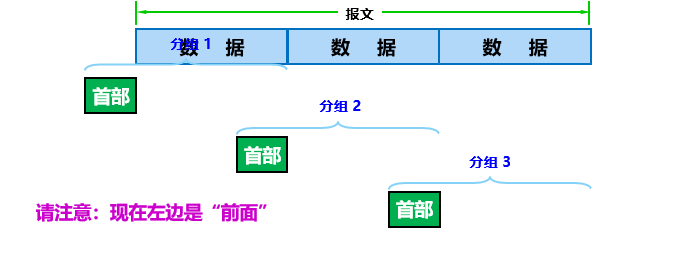 报文
数 据 数 据 数 据
分组 1
首部
分组 2
首部
分组 3
首部
请注意：现在左边是“前面”